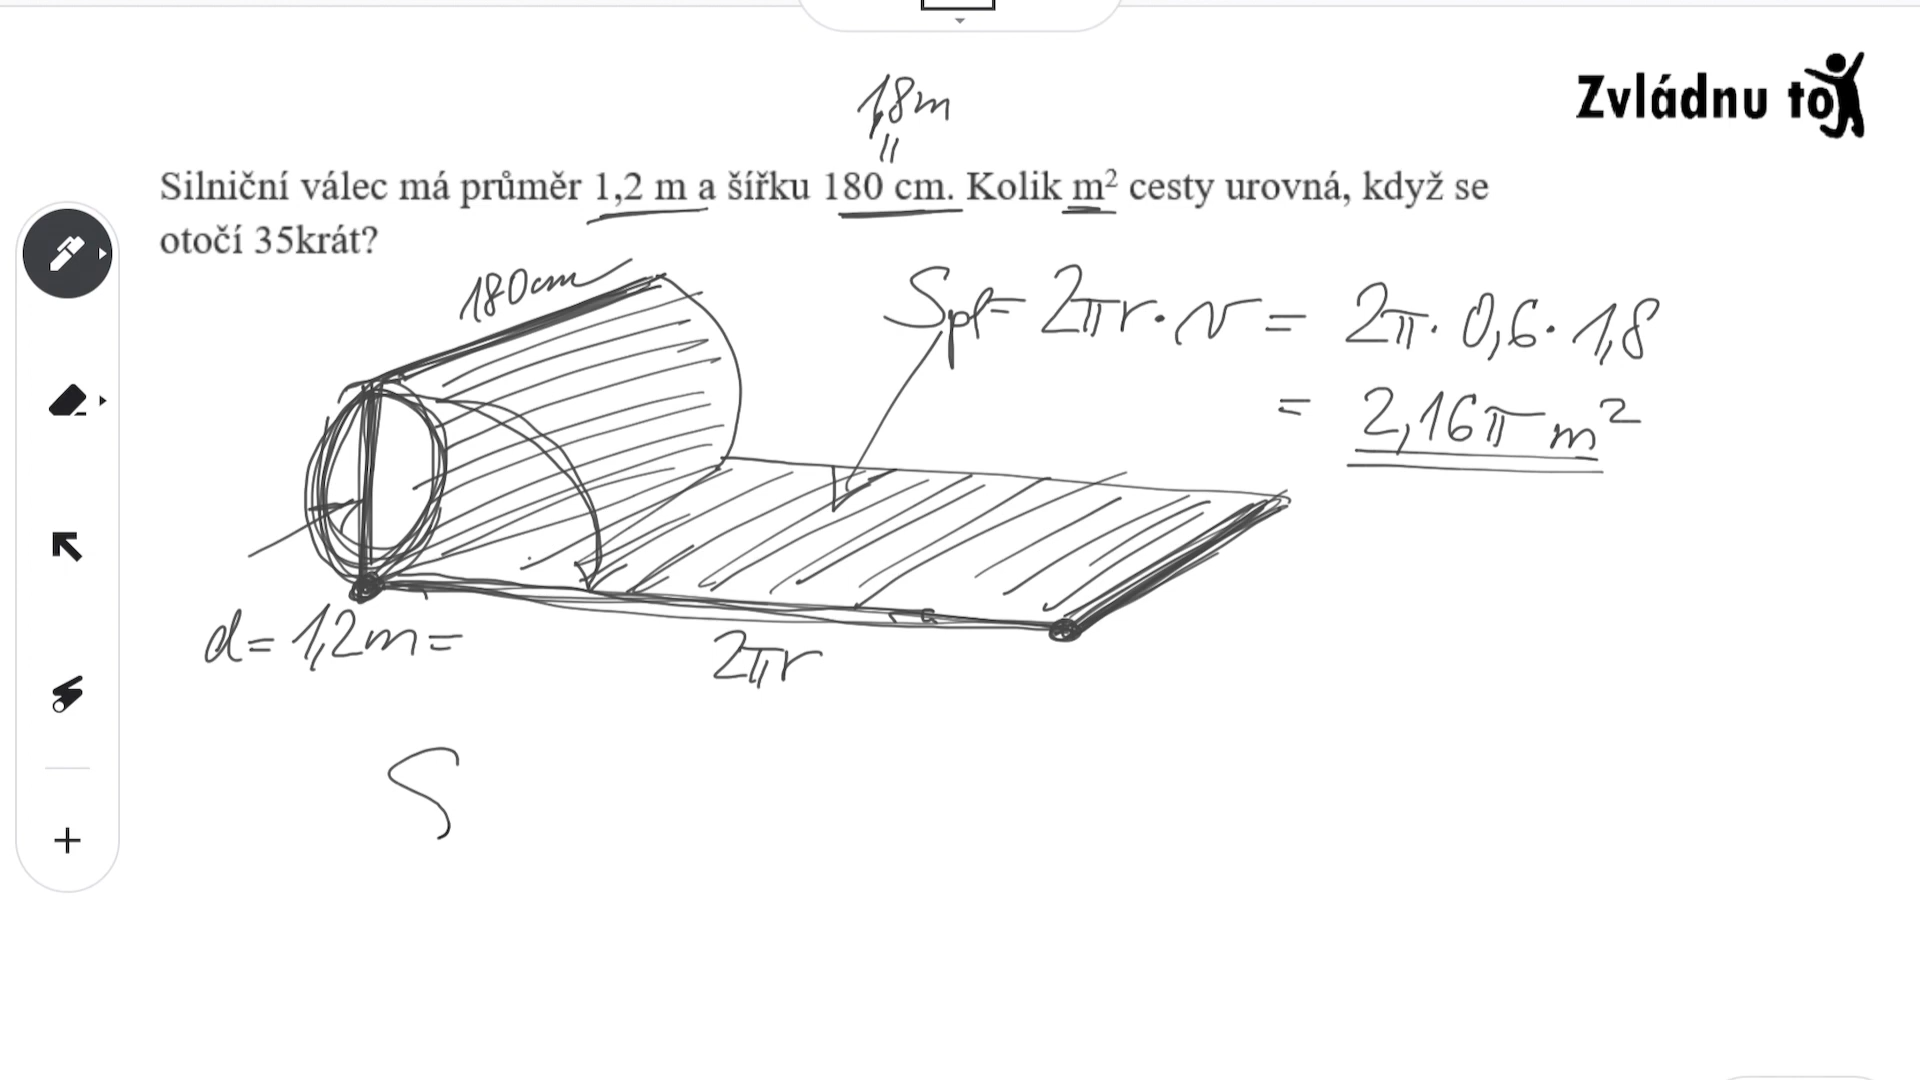 Zvládnu to
1,8m
=
Silniční válec má průměr 1,2 m a šířku 180 cm. Kolik m² cesty urovná, když se
otočí 35krát?
180cm
Spl = 2πr · v = 2π · 0,6 · 1,8
= 2,16π m²
d = 1,2m =
2πr
S